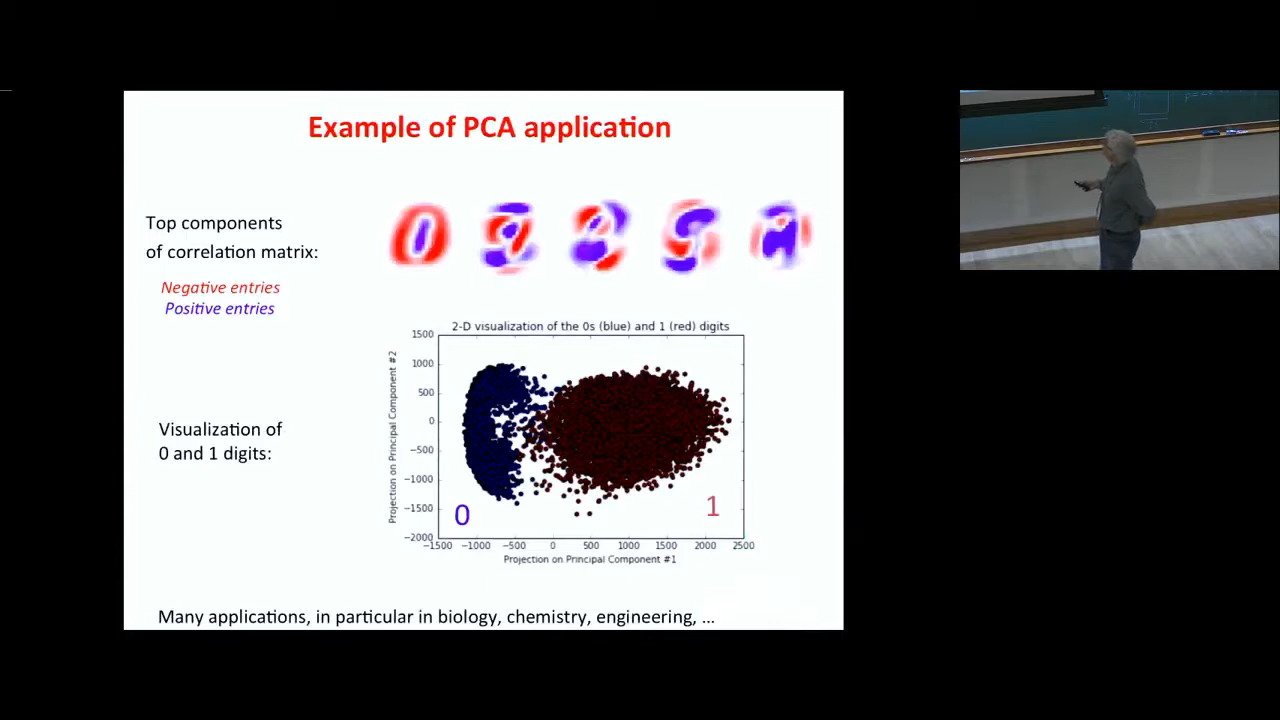 Example of PCA application
Top components
of correlation matrix:
Negative entries
Positive entries
2-D visualization of the 0s (blue) and 1 (red) digits
Projection on Principal Component #2
1500
1000
500
0
−500
−1000
−1500
−2000
0
1
−1500 −1000 −500 0 500 1000 1500 2000 2500
Projection on Principal Component #1
Visualization of
0 and 1 digits:
Many applications, in particular in biology, chemistry, engineering, ...